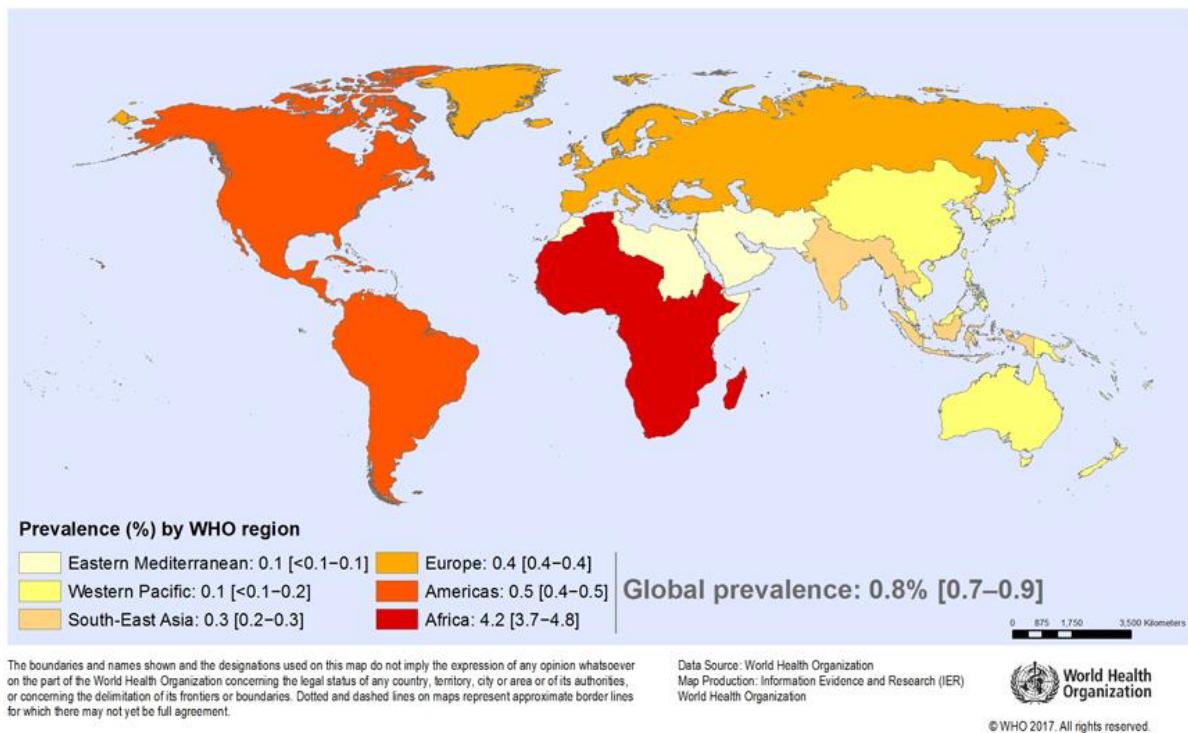 Prevalence (%) by WHO region
Eastern Mediterranean: 0.1 [<0.1–0.1]
Western Pacific: 0.1 [<0.1–0.2]
South-East Asia: 0.3 [0.2–0.3]
Europe: 0.4 [0.4–0.4]
Americas: 0.5 [0.4–0.5]
Africa: 4.2 [3.7–4.8]
Global prevalence: 0.8% [0.7–0.9]
0 875 1,750 3,500 Kilometers
The boundaries and names shown and the designations used on this map do not imply the expression of any opinion whatsoever
on the part of the World Health Organization concerning the legal status of any country, territory, city or area or of its authorities,
or concerning the delimitation of its frontiers or boundaries. Dotted and dashed lines on maps represent approximate border lines
for which there may not yet be full agreement.
Data Source: World Health Organization
Map Production: Information Evidence and Research (IER)
World Health Organization
World Health
Organization
© WHO 2017. All rights reserved.